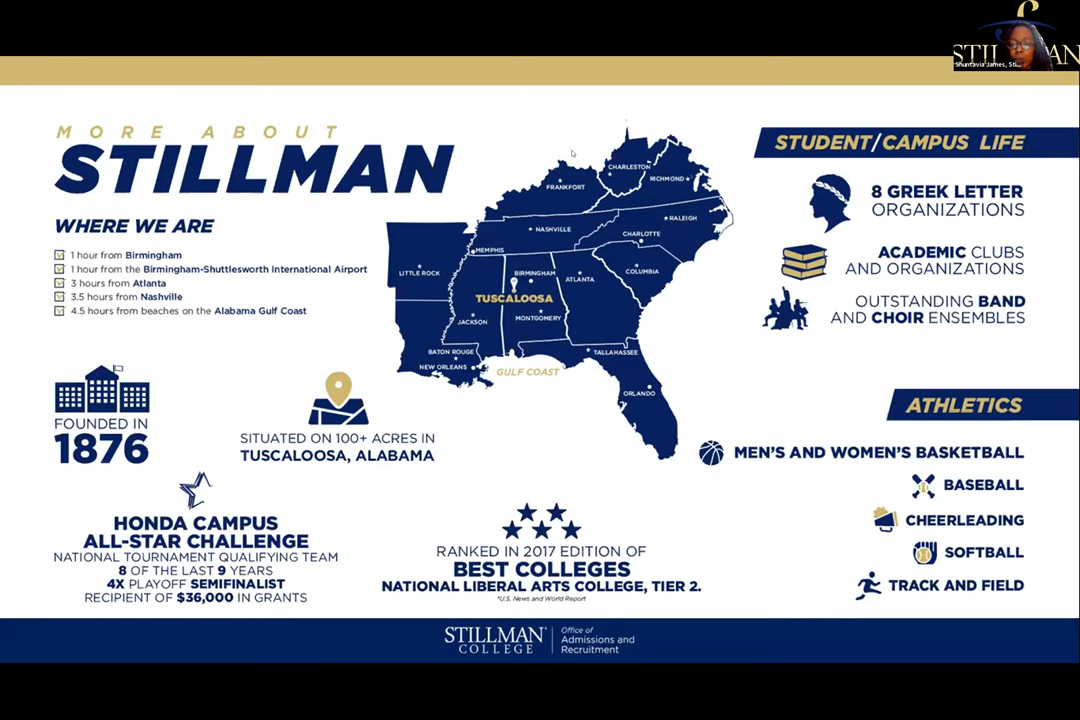 STILLMAN
Shuntavia James, Sti...
MORE ABOUT
STILLMAN
WHERE WE ARE
1 hour from Birmingham
1 hour from the Birmingham-Shuttlesworth International Airport
3 hours from Atlanta
3.5 hours from Nashville
4.5 hours from beaches on the Alabama Gulf Coast
FOUNDED IN
1876
SITUATED ON 100+ ACRES IN
TUSCALOOSA, ALABAMA
HONDA CAMPUS
ALL-STAR CHALLENGE
NATIONAL TOURNAMENT QUALIFYING TEAM
8 OF THE LAST 9 YEARS
4X PLAYOFF SEMIFINALIST
RECIPIENT OF $36,000 IN GRANTS
CHARLESTON
FRANKFORT
RICHMOND
RALEIGH
NASHVILLE
CHARLOTTE
MEMPHIS
LITTLE ROCK
BIRMINGHAM
ATLANTA
COLUMBIA
TUSCALOOSA
JACKSON
MONTGOMERY
BATON ROUGE
TALLAHASSEE
NEW ORLEANS
GULF COAST
ORLANDO
RANKED IN 2017 EDITION OF
BEST COLLEGES
NATIONAL LIBERAL ARTS COLLEGE, TIER 2.
*U.S. News and World Report
STUDENT/CAMPUS LIFE
8 GREEK LETTER
ORGANIZATIONS
ACADEMIC CLUBS
AND ORGANIZATIONS
OUTSTANDING BAND
AND CHOIR ENSEMBLES
ATHLETICS
MEN'S AND WOMEN'S BASKETBALL
BASEBALL
CHEERLEADING
SOFTBALL
TRACK AND FIELD
STILLMAN
COLLEGE
Office of
Admissions and
Recruitment